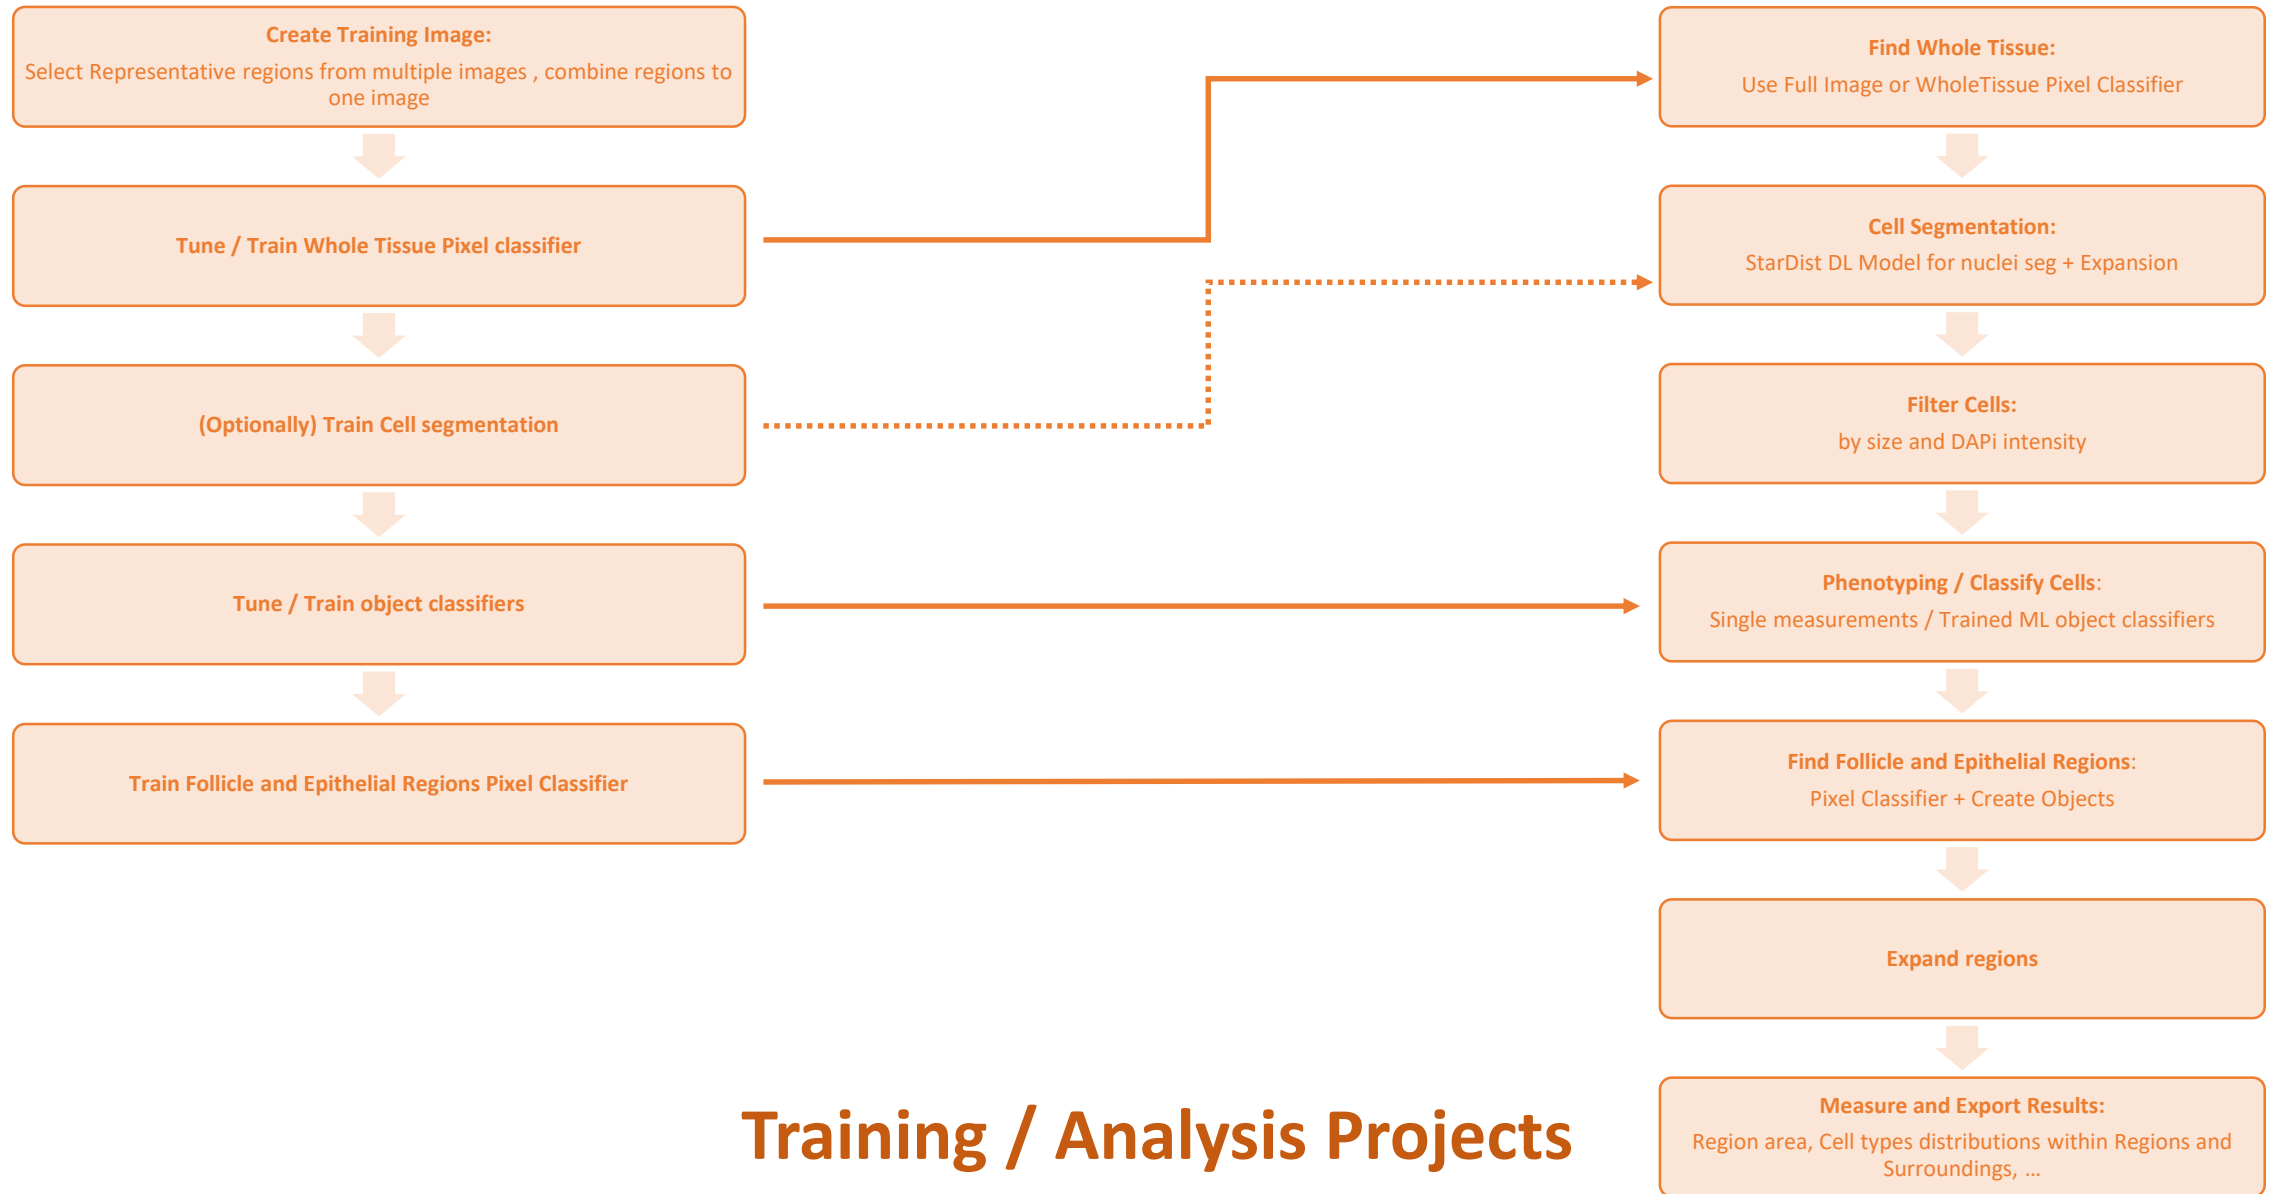 Create Training Image:
Select Representative regions from multiple images , combine regions to
one image
Tune / Train Whole Tissue Pixel classifier
(Optionally) Train Cell segmentation
Tune / Train object classifiers
Train Follicle and Epithelial Regions Pixel Classifier
Find Whole Tissue:
Use Full Image or WholeTissue Pixel Classifier
Cell Segmentation:
StarDist DL Model for nuclei seg + Expansion
Filter Cells:
by size and DAPi intensity
Phenotyping / Classify Cells:
Single measurements / Trained ML object classifiers
Find Follicle and Epithelial Regions:
Pixel Classifier + Create Objects
Expand regions
Measure and Export Results:
Region area, Cell types distributions within Regions and
Surroundings, ...
Training / Analysis Projects